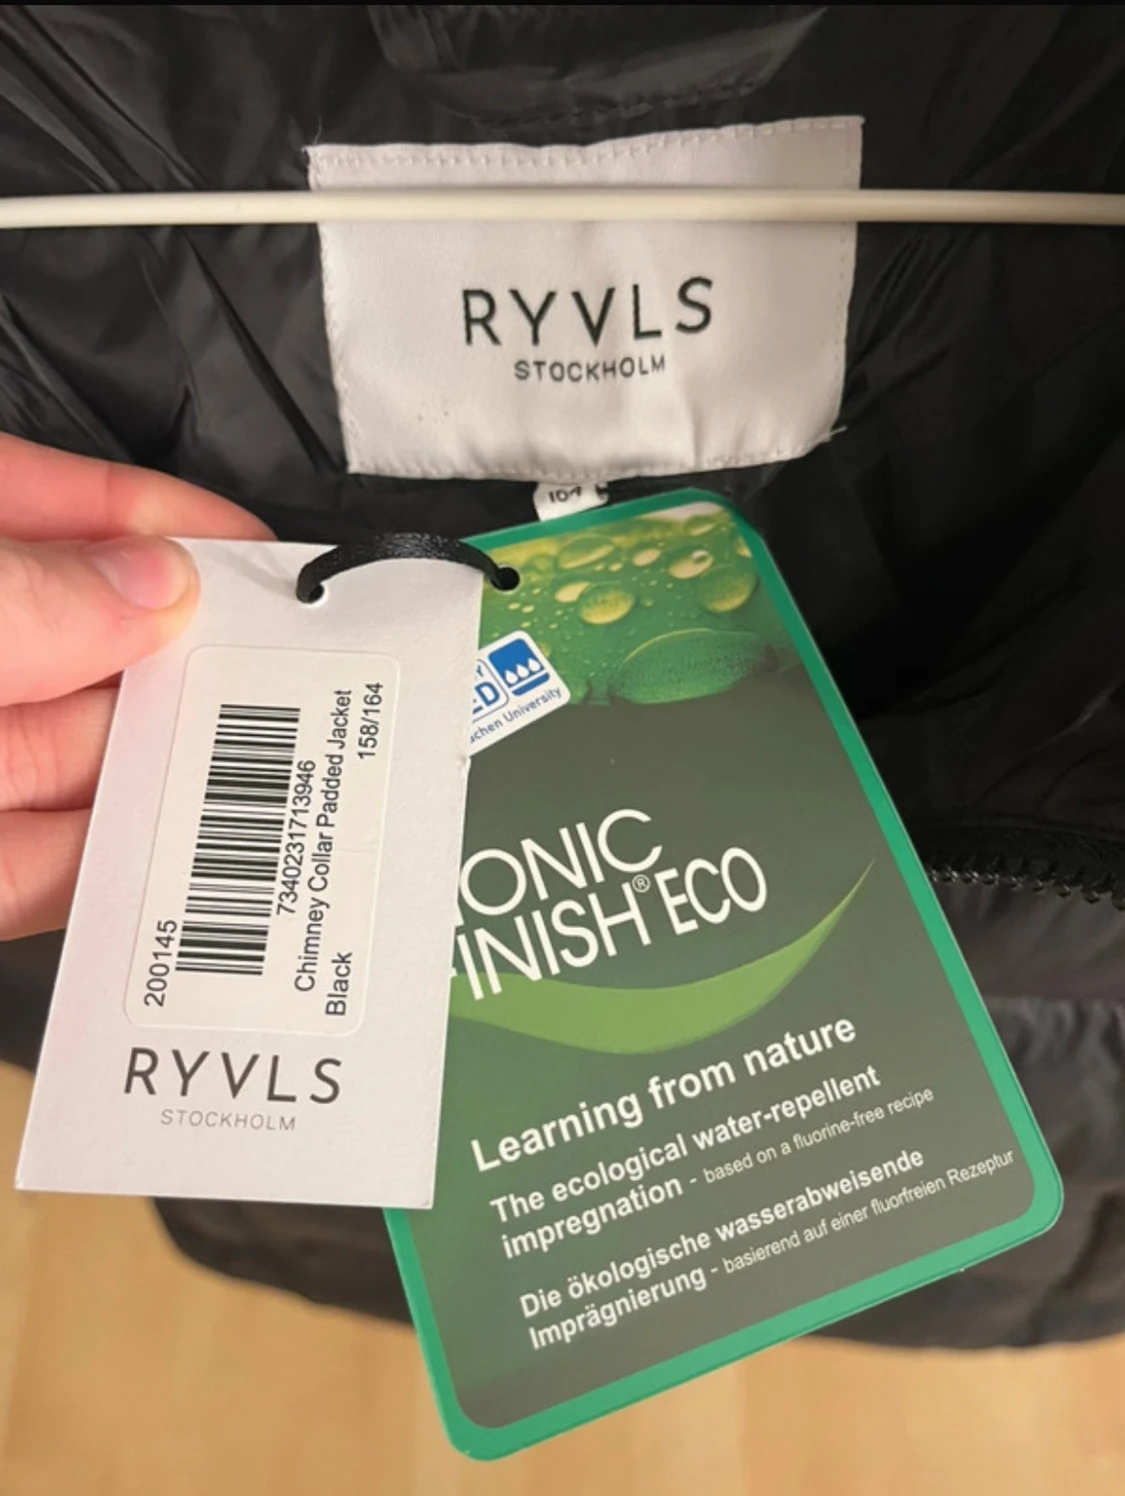 RYVLS
STOCKHOLM
200145
7340231713946
Chimney Collar Padded Jacket
Black 158/164
RYVLS
STOCKHOLM
University
ONIC
INISH® ECO
Learning from nature
The ecological water-repellent
impregnation - based on a fluorine-free recipe
Die ökologische wasserabweisende
Imprägnierung - basierend auf einer fluorfreien Rezeptur